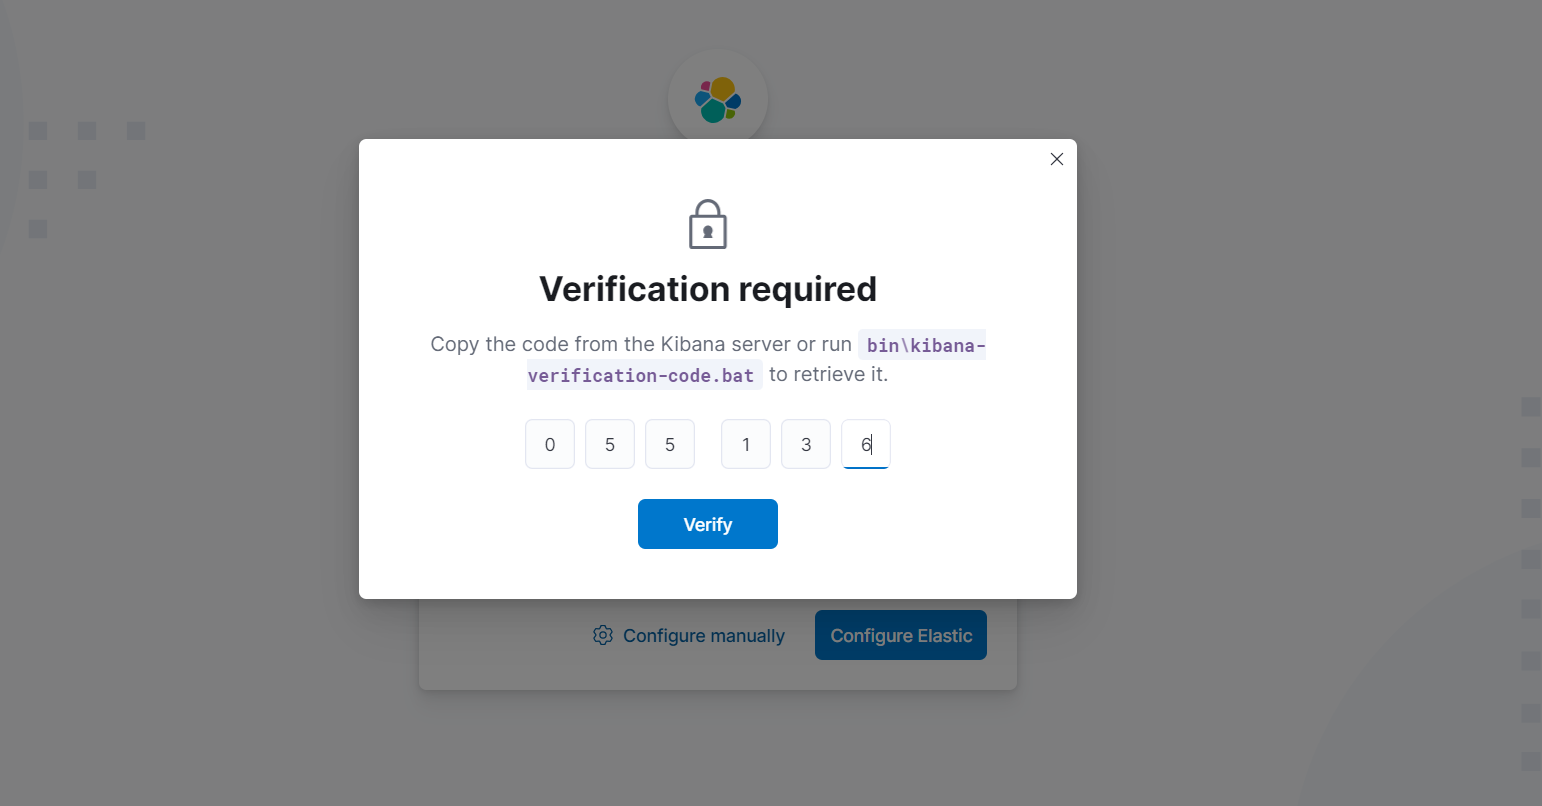 Verification required
Copy the code from the Kibana server or run bin\kibana-
verification-code.bat to retrieve it.
0 5 5 1 3 6
Verify
Configure manually Configure Elastic